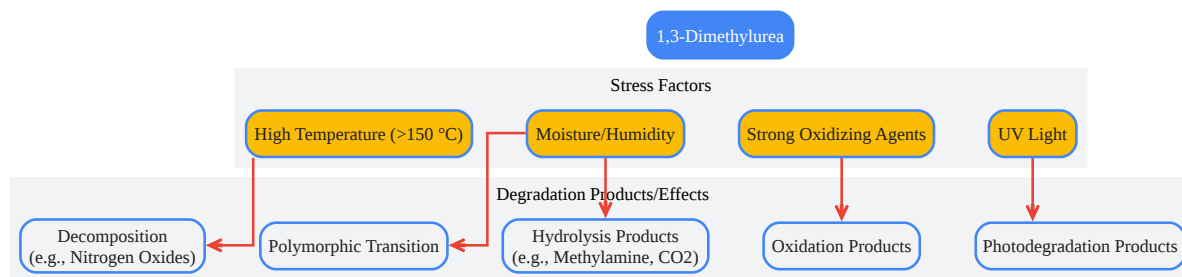 1,3-Dimethylurea
Stress Factors
High Temperature (>150 °C)
Moisture/Humidity
Strong Oxidizing Agents
UV Light
Degradation Products/Effects
Decomposition
(e.g., Nitrogen Oxides)
Polymorphic Transition
Hydrolysis Products
(e.g., Methylamine, CO2)
Oxidation Products
Photodegradation Products